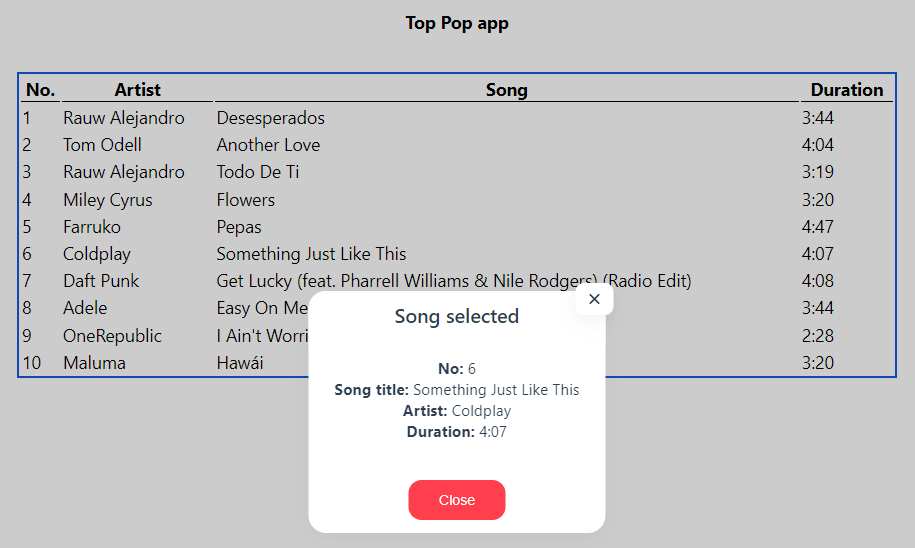 Top Pop app
No. Artist Song Duration
1 Rauw Alejandro Desesperados 3:44
2 Tom Odell Another Love 4:04
3 Rauw Alejandro Todo De Ti 3:19
4 Miley Cyrus Flowers 3:20
5 Farruko Pepas 4:47
6 Coldplay Something Just Like This 4:07
7 Daft Punk Get Lucky (feat. Pharrell Williams & Nile Rodgers) (Radio Edit) 4:08
8 Adele Easy On Me 3:44
9 OneRepublic I Ain't Worri 2:28
10 Maluma Hawái 3:20
Song selected
×
No: 6
Song title: Something Just Like This
Artist: Coldplay
Duration: 4:07
Close